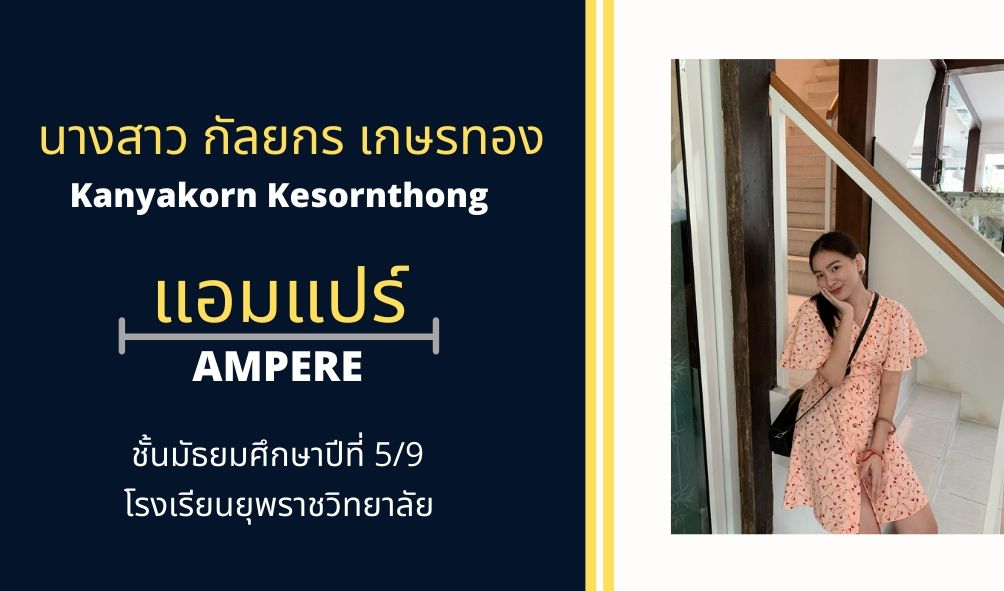 นางสาว กัลยกร เกษรทอง
Kanyakorn Kesornthong
แอมแปร์
AMPERE
ชั้นมัธยมศึกษาปีที่ 5/9
โรงเรียนยุพราชวิทยาลัย